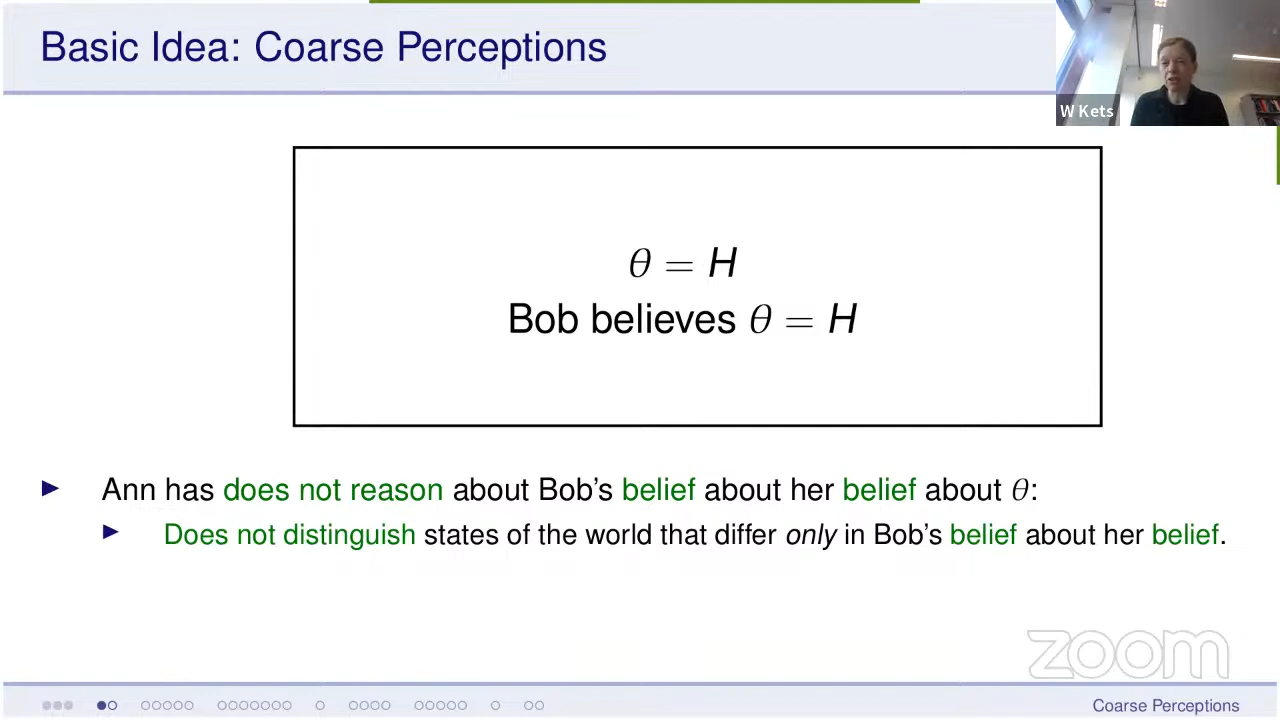 Basic Idea: Coarse Perceptions
W Kets
θ = H
Bob believes θ = H
▶ Ann has does not reason about Bob's belief about her belief about θ:
▶ Does not distinguish states of the world that differ only in Bob's belief about her belief.
zoom
Coarse Perceptions